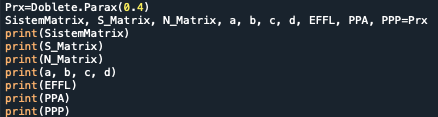 Prx=Doblete.Parax(0.4)
SistemMatrix, S_Matrix, N_Matrix, a, b, c, d, EFFL, PPA, PPP=Prx
print(SistemMatrix)
print(S_Matrix)
print(N_Matrix)
print(a, b, c, d)
print(EFFL)
print(PPA)
print(PPP)